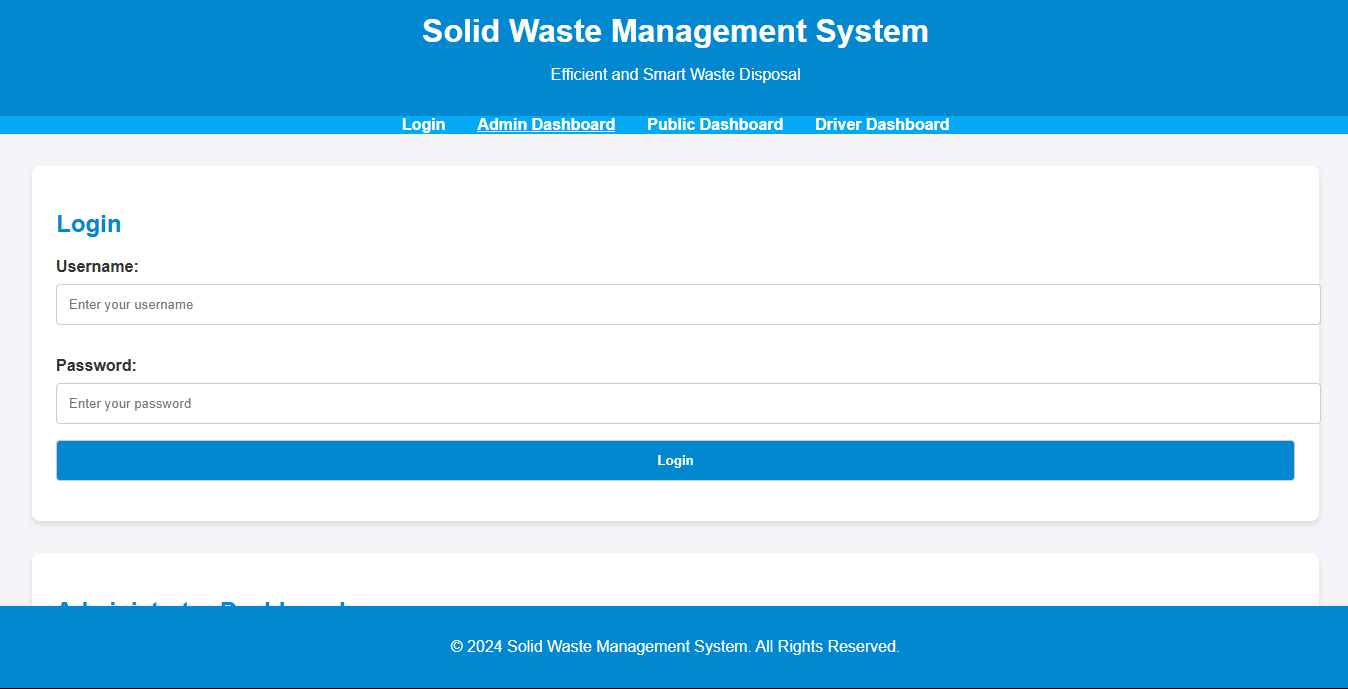 Solid Waste Management System
Efficient and Smart Waste Disposal
Login Admin Dashboard Public Dashboard Driver Dashboard
Login
Username:
Enter your username
Password:
Enter your password
Login
© 2024 Solid Waste Management System. All Rights Reserved.